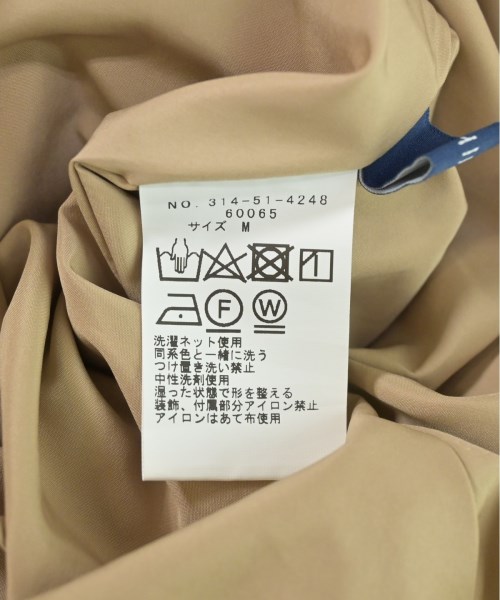 NO. 314-51-4248
60065
サイズ M
F W
洗濯ネット使用
同系色と一緒に洗う
つけ置き洗い禁止
中性洗剤使用
湿った状態で形を整える
装飾、付属部分アイロン禁止
アイロンはあて布使用